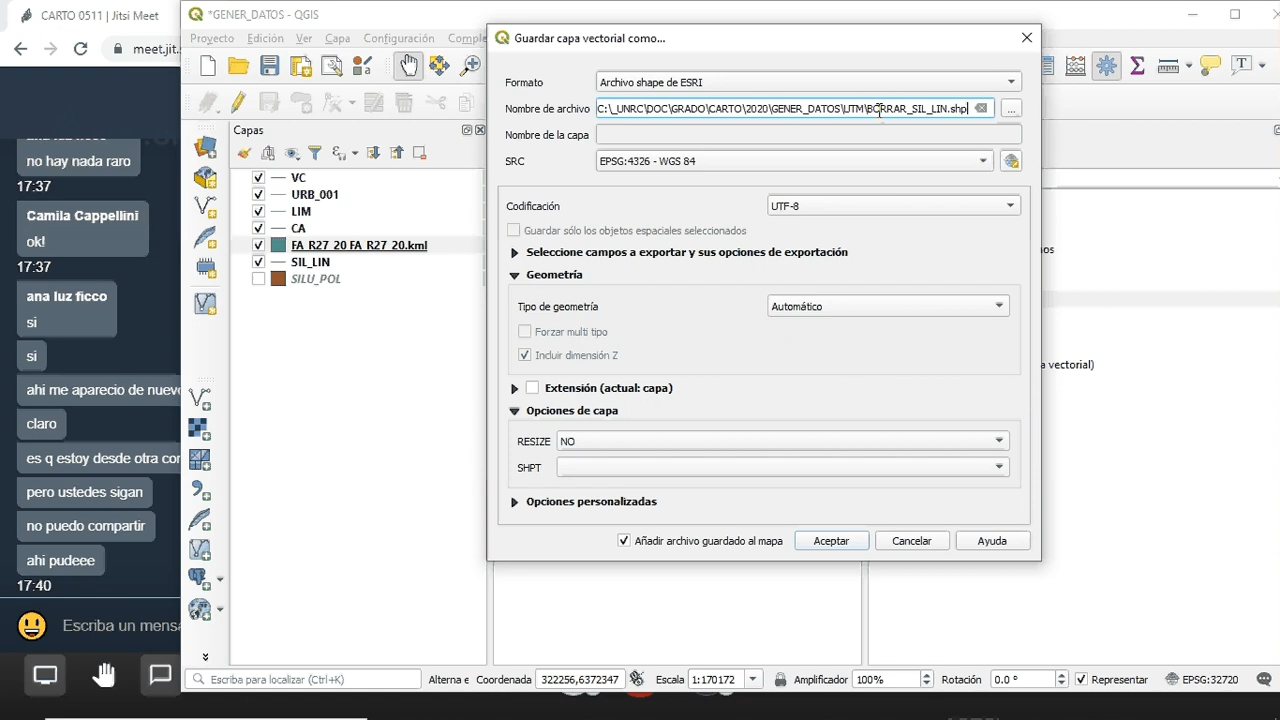 CARTO 0511 | Jitsi Meet
meet.jit.s
no hay nada raro
17:37
Camila Cappellini
ok!
17:37
ana luz ficco
si
si
ahi me aparecio de nueve
claro
es q estoy desde otra con
pero ustedes sigan
no puedo compartir
ahi pudeee
17:40
Escriba un mensa
*GENER_DATOS - QGIS
Proyecto Edición Ver Capa Configuración Comple
Capas
VC
URB_001
LIM
CA
FA_R27_20 FA_R27_20.kml
SIL_LIN
SILU_POL
Guardar capa vectorial como...
Formato Archivo shape de ESRI
Nombre de archivo C:\_UNRC\DOC\GRADO\CARTO\2020\GENER_DATOS\UTM\BORRAR_SIL_LIN.shp
Nombre de la capa
SRC EPSG:4326 - WGS 84
Codificación UTF-8
Guardar sólo los objetos espaciales seleccionados
Seleccione campos a exportar y sus opciones de exportación
Geometría
Tipo de geometría Automático
Forzar multi tipo
Incluir dimensión Z
Extensión (actual: capa)
Opciones de capa
RESIZE NO
SHPT
Opciones personalizadas
Añadir archivo guardado al mapa Aceptar Cancelar Ayuda
nos
a vectorial)
Escriba para localizar (Ctrl+K) Alterna e Coordenada 322256,6372347 Escala 1:170172 Amplificador 100% Rotación 0.0 ° Representar EPSG:32720